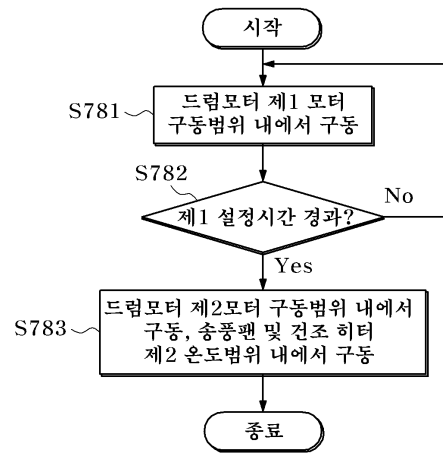 시작
S781
드럼모터 제1 모터
구동범위 내에서 구동
S782
제1 설정시간 경과?
No
Yes
S783
드럼모터 제2모터 구동범위 내에서
구동, 송풍팬 및 건조 히터
제2 온도범위 내에서 구동
종료